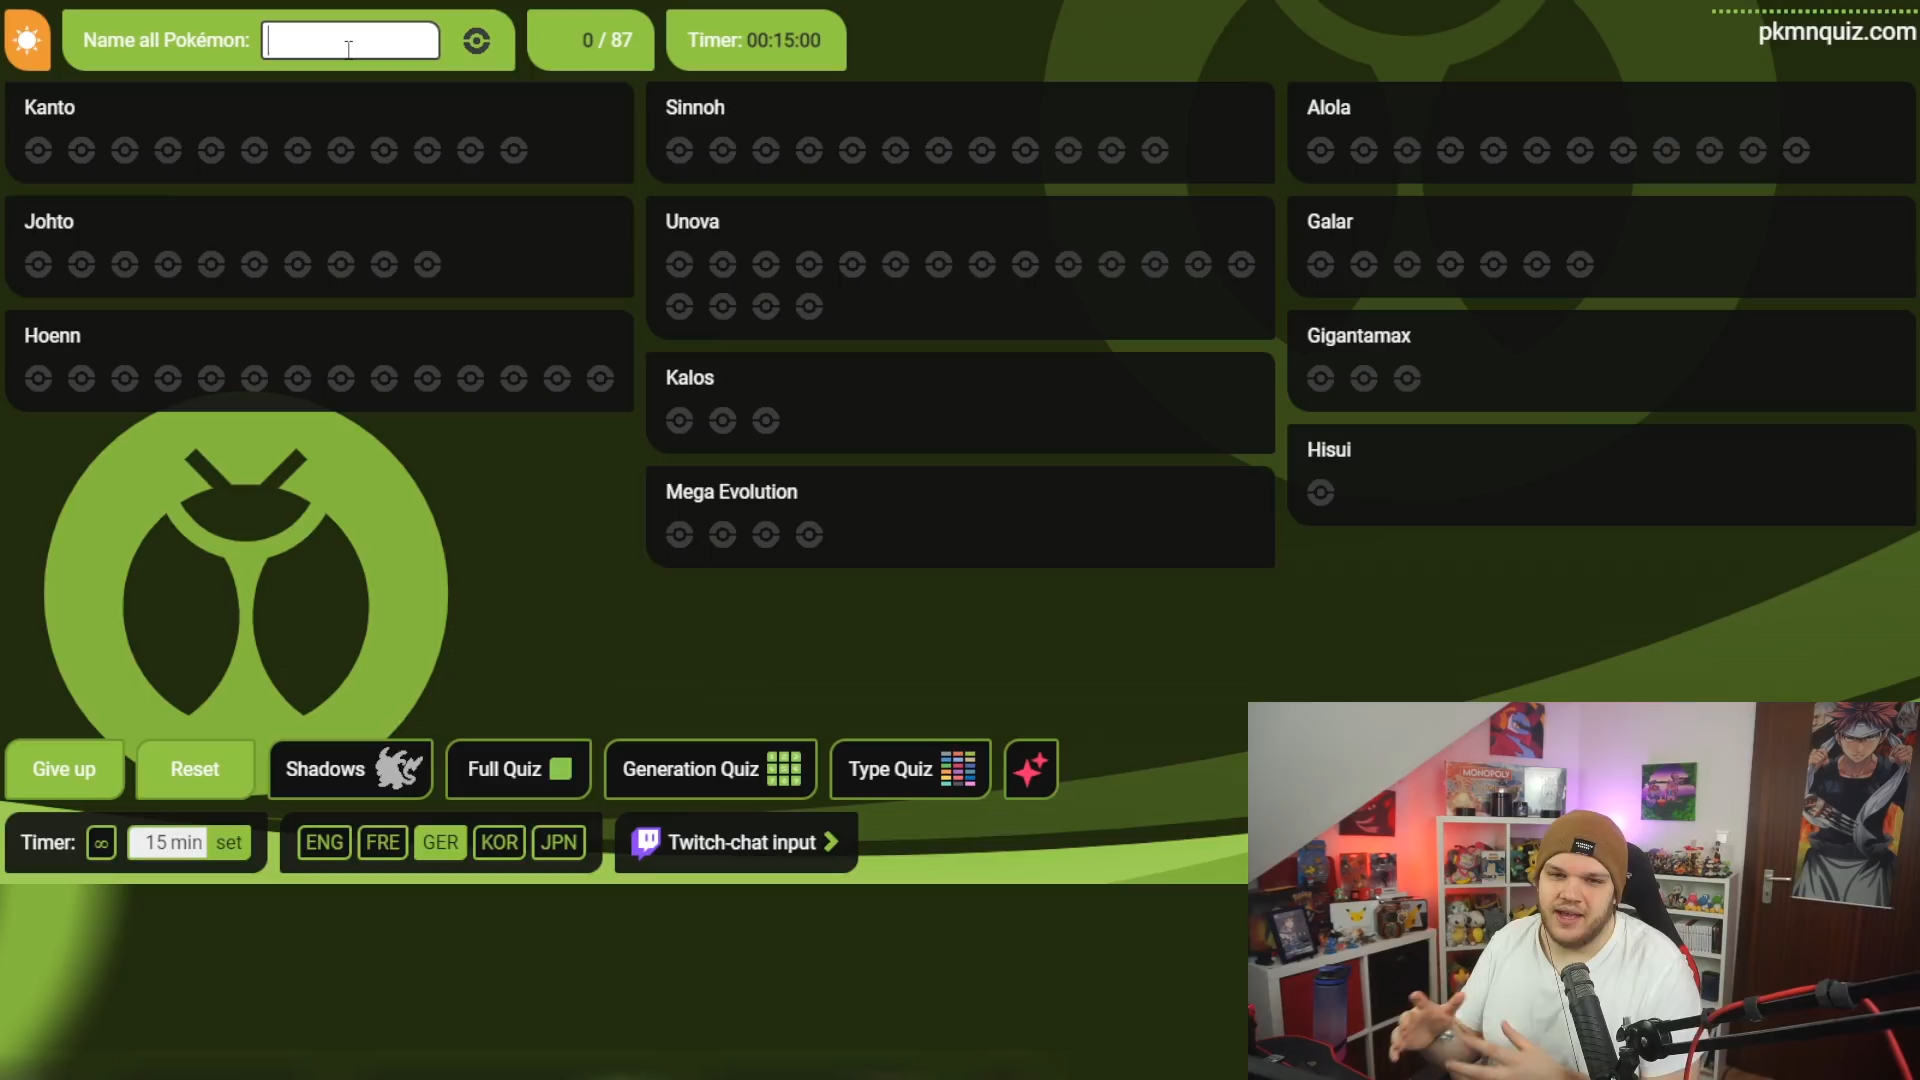 Name all Pokémon:
0 / 87
Timer: 00:15:00
pkmnquiz.com
Kanto
Johto
Hoenn
Sinnoh
Unova
Kalos
Mega Evolution
Alola
Galar
Gigantamax
Hisui
Give up
Reset
Shadows
Full Quiz
Generation Quiz
Type Quiz
Timer: ∞ 15 min set
ENG FRE GER KOR JPN
Twitch-chat input
MONOPOLY